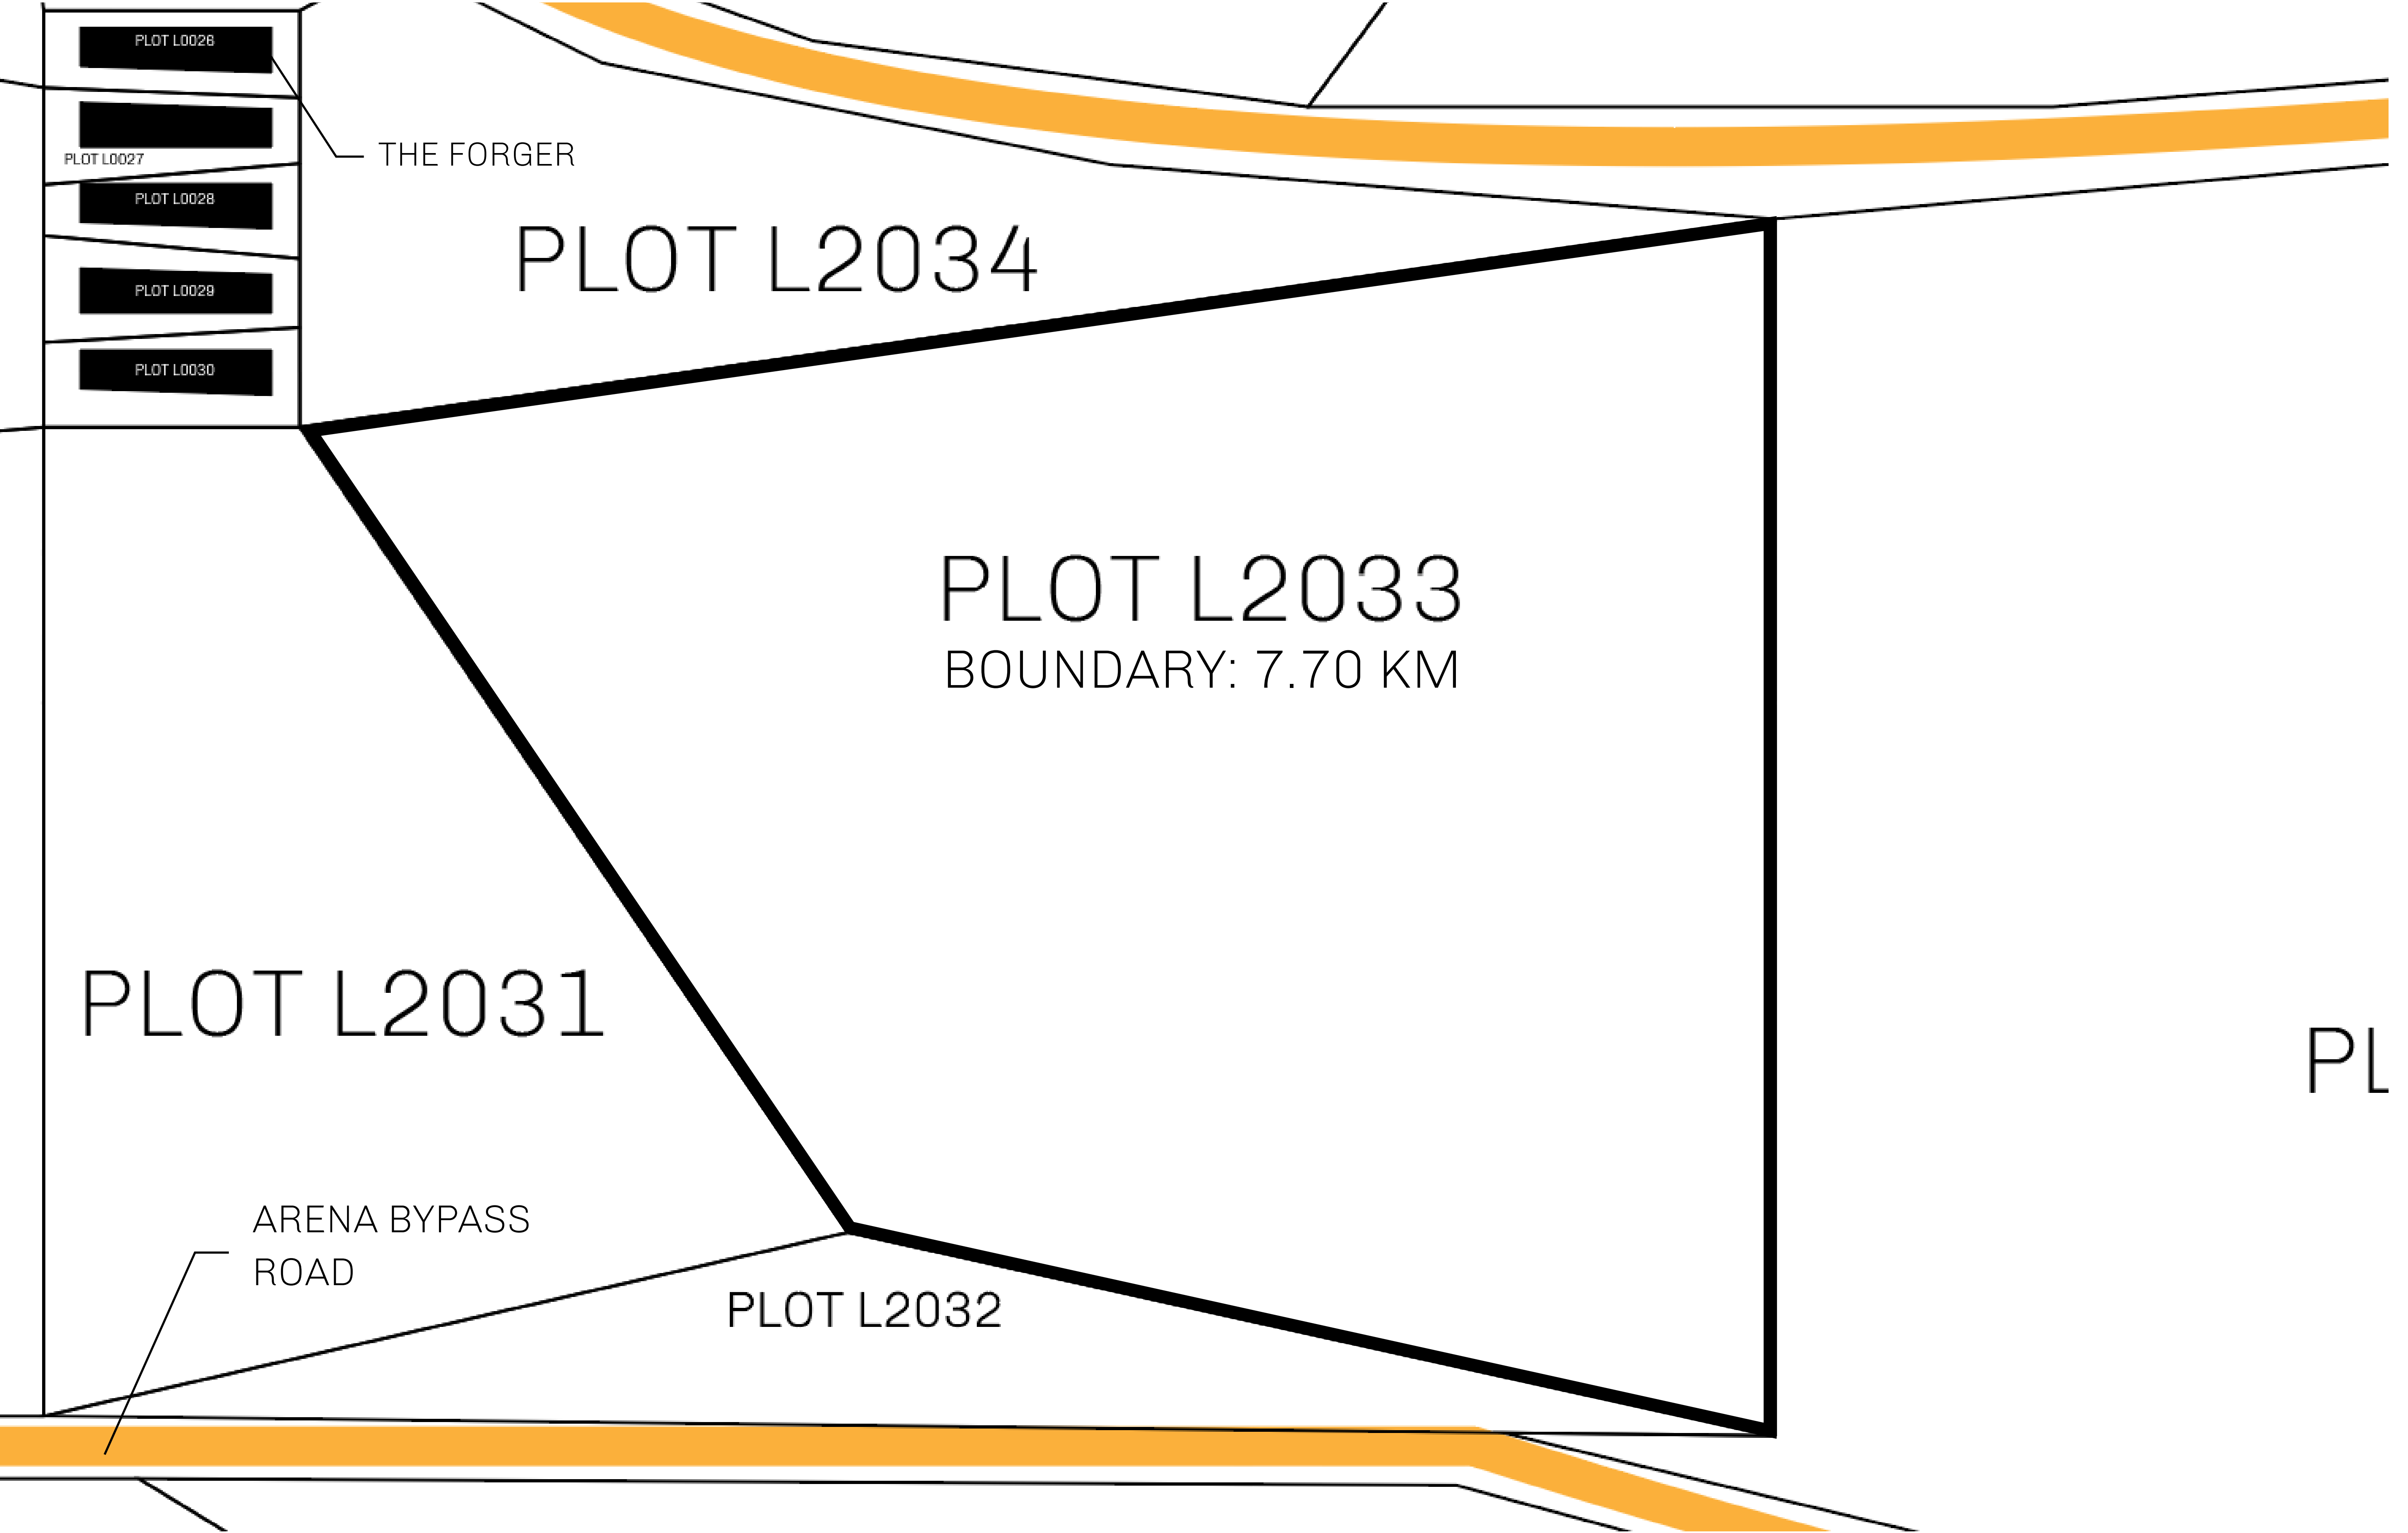 PLOT L0026
THE FORGER
PLOT L0027
PLOT L0028
PLOT L2034
PLOT L0029
PLOT L0030
PLOT L2033
BOUNDARY: 7.70 KM
PLOT L2031
PL
ARENA BYPASS
ROAD
PLOT L2032